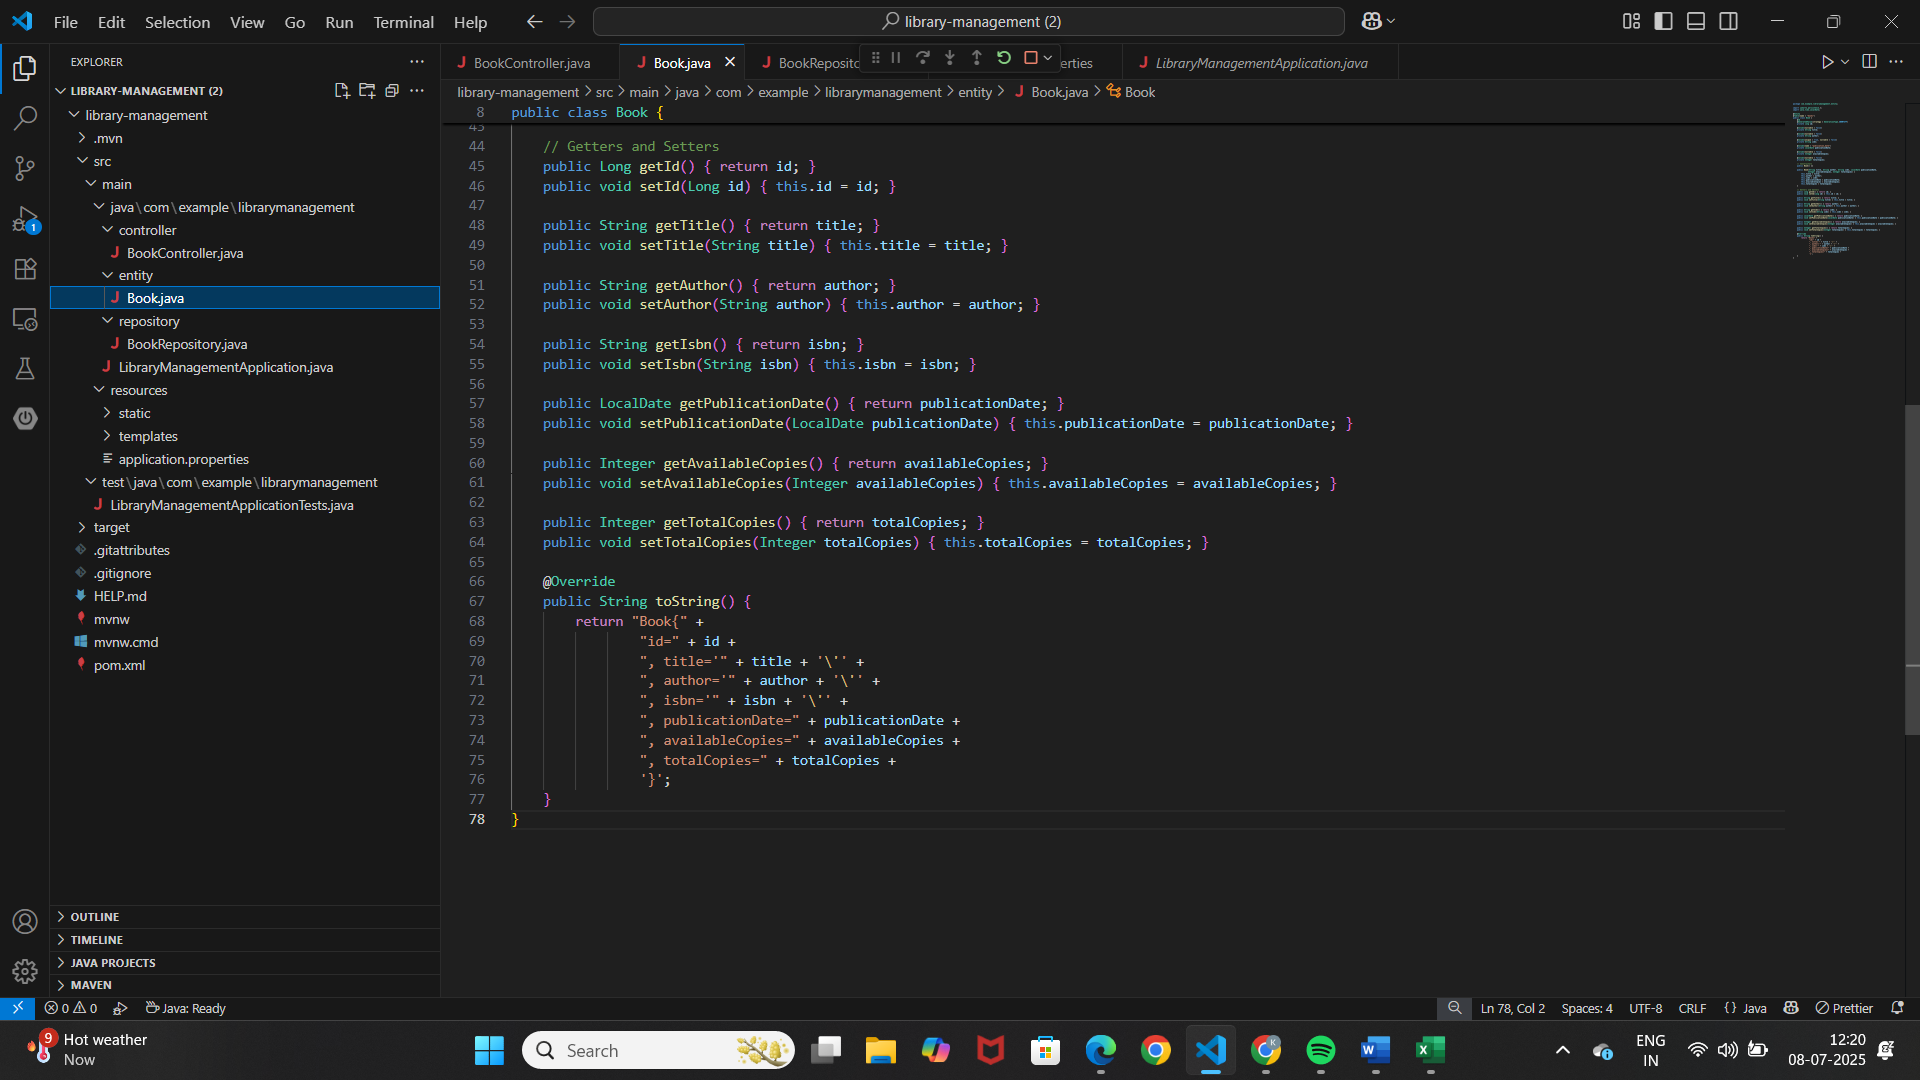 File Edit Selection View Go Run Terminal Help
library-management (2)
EXPLORER
LIBRARY-MANAGEMENT (2)
library-management
.mvn
src
main
java\com\example\librarymanagement
controller
BookController.java
entity
Book.java
repository
BookRepository.java
LibraryManagementApplication.java
resources
static
templates
application.properties
test\java\com\example\librarymanagement
LibraryManagementApplicationTests.java
target
.gitattributes
.gitignore
HELP.md
mvnw
mvnw.cmd
pom.xml
OUTLINE
TIMELINE
JAVA PROJECTS
MAVEN
BookController.java Book.java BookReposito erties LibraryManagementApplication.java
library-management > src > main > java > com > example > librarymanagement > entity > Book.java > Book
8 public class Book {
43
44 // Getters and Setters
45 public Long getId() { return id; }
46 public void setId(Long id) { this.id = id; }
47
48 public String getTitle() { return title; }
49 public void setTitle(String title) { this.title = title; }
50
51 public String getAuthor() { return author; }
52 public void setAuthor(String author) { this.author = author; }
53
54 public String getIsbn() { return isbn; }
55 public void setIsbn(String isbn) { this.isbn = isbn; }
56
57 public LocalDate getPublicationDate() { return publicationDate; }
58 public void setPublicationDate(LocalDate publicationDate) { this.publicationDate = publicationDate; }
59
60 public Integer getAvailableCopies() { return availableCopies; }
61 public void setAvailableCopies(Integer availableCopies) { this.availableCopies = availableCopies; }
62
63 public Integer getTotalCopies() { return totalCopies; }
64 public void setTotalCopies(Integer totalCopies) { this.totalCopies = totalCopies; }
65
66 @Override
67 public String toString() {
68 return "Book{" +
69 "id=" + id +
70 ", title='" + title + '\'' +
71 ", author='" + author + '\'' +
72 ", isbn='" + isbn + '\'' +
73 ", publicationDate=" + publicationDate +
74 ", availableCopies=" + availableCopies +
75 ", totalCopies=" + totalCopies +
76 '}';
77 }
78 }
1
0 0 Java: Ready
Ln 78, Col 2 Spaces: 4 UTF-8 CRLF {} Java Prettier
9 Hot weather
Now
Search
ENG
IN
12:20
08-07-2025